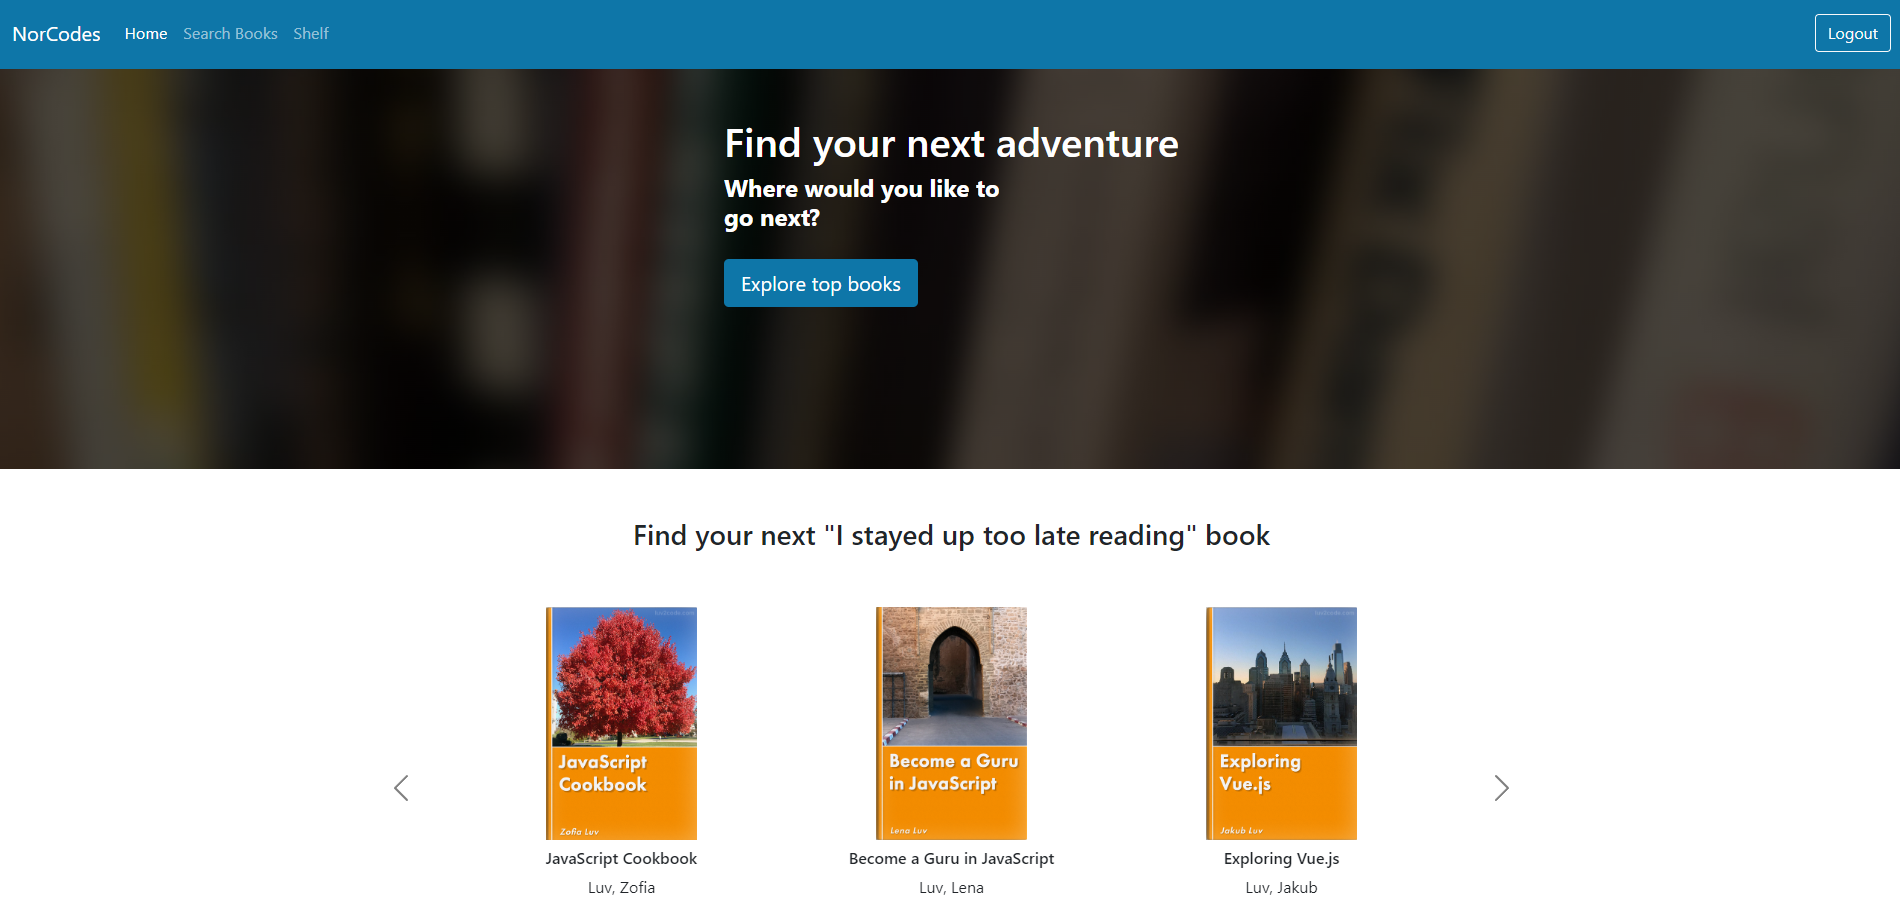 NorCodes Home Search Books Shelf Logout
Find your next adventure
Where would you like to
go next?
Explore top books
Find your next "I stayed up too late reading" book
JavaScript
Cookbook
Zofia Luv
Become a Guru
in JavaScript
Lena Luv
Exploring
Vue.js
Jakub Luv
JavaScript Cookbook
Luv, Zofia
Become a Guru in JavaScript
Luv, Lena
Exploring Vue.js
Luv, Jakub